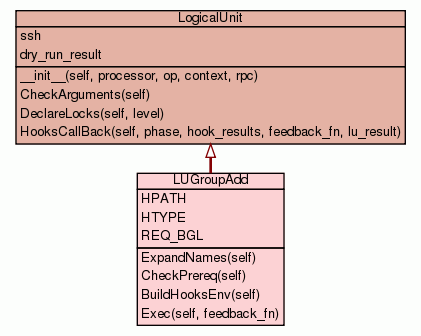 LogicalUnit
ssh
dry_run_result
__init__(self, processor, op, context, rpc)
CheckArguments(self)
DeclareLocks(self, level)
HooksCallBack(self, phase, hook_results, feedback_fn, lu_result)
LUGroupAdd
HPATH
HTYPE
REQ_BGL
ExpandNames(self)
CheckPrereq(self)
BuildHooksEnv(self)
Exec(self, feedback_fn)